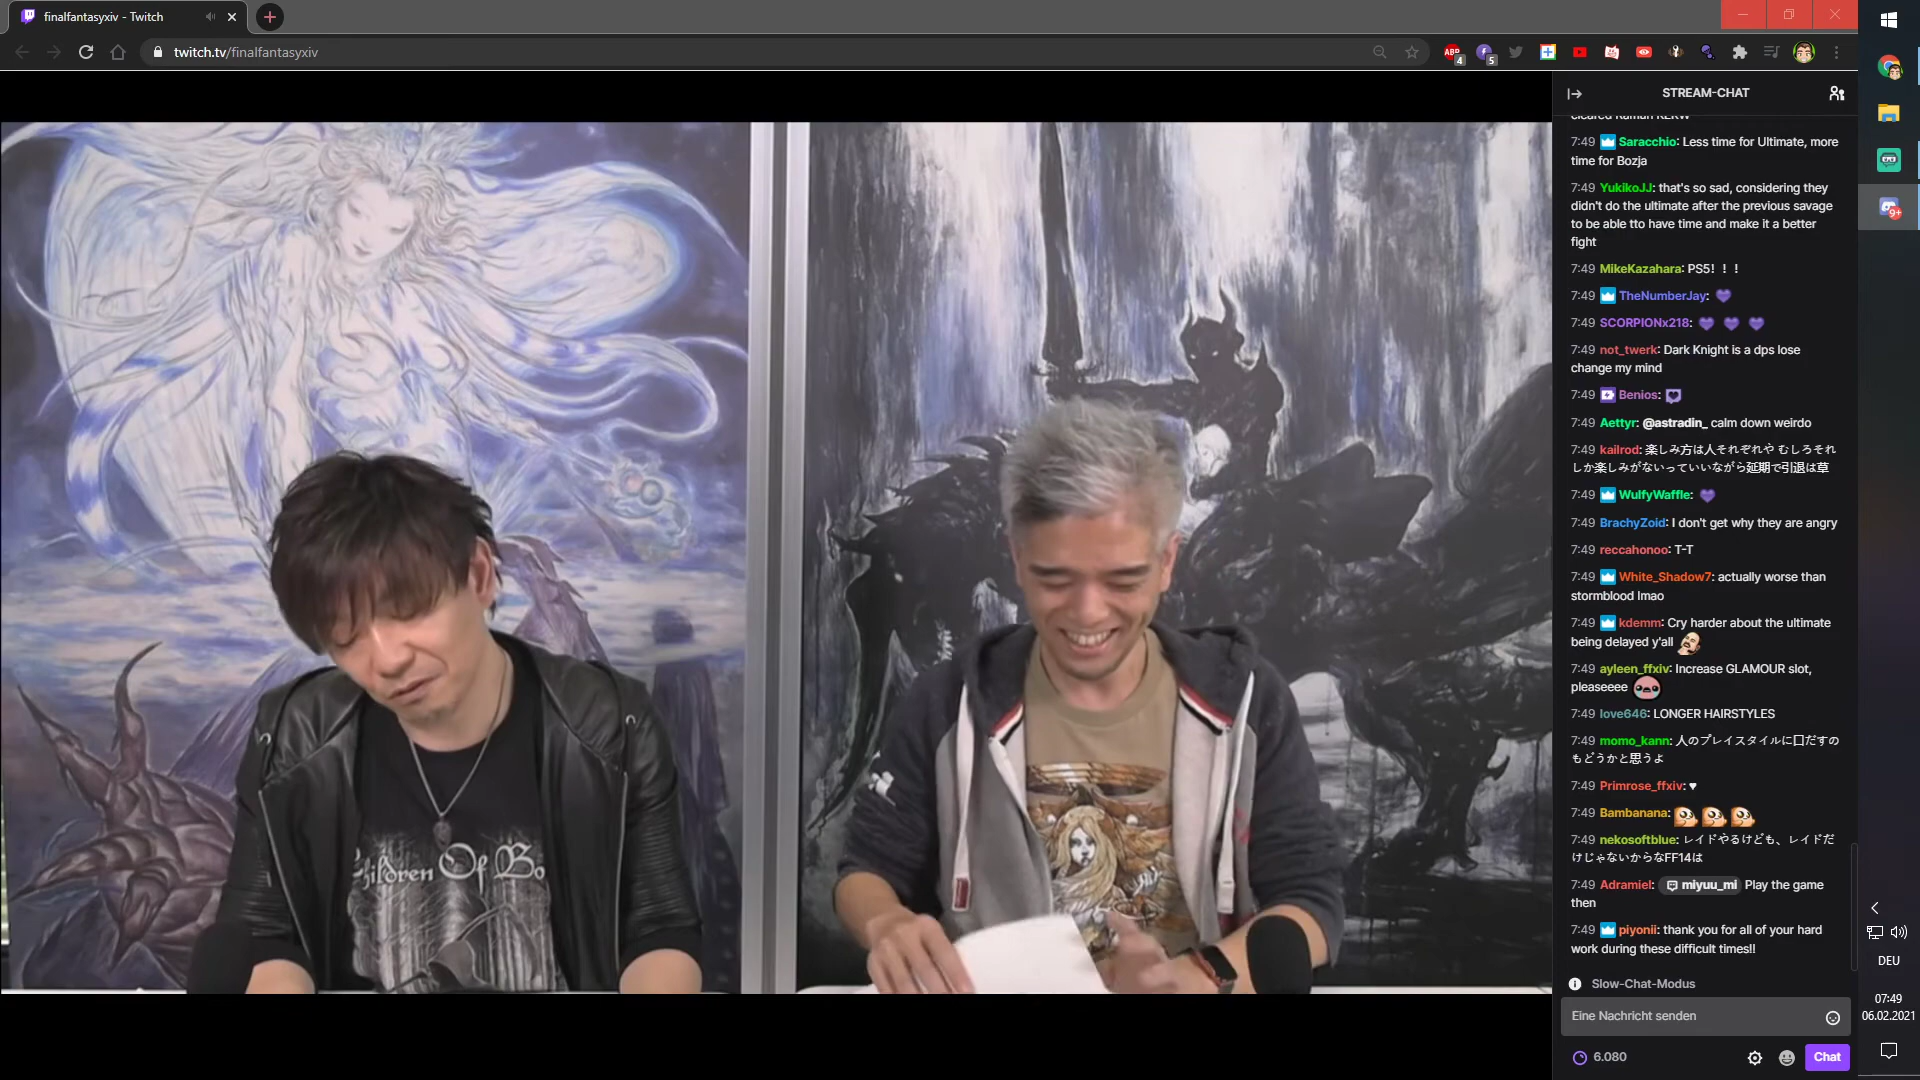 finalfantasyxiv - Twitch
twitch.tv/finalfantasyxiv
4
5
STREAM-CHAT
7:49 Saracchio: Less time for Ultimate, more
time for Bozja
7:49 YukikoJJ: that's so sad, considering they
didn't do the ultimate after the previous savage
to be able tto have time and make it a better
fight
7:49 MikeKazahara: PS5！！！
7:49 TheNumberJay:
7:49 SCORPIONx218:
7:49 not_twerk: Dark Knight is a dps lose
change my mind
7:49 Benios:
7:49 Aettyr: @astradin_ calm down weirdo
7:49 kailrod: 楽しみ方は人それぞれや むしろそれ
しか楽しみがないっていいながら延期で引退は草
7:49 WulfyWaffle:
7:49 BrachyZoid: I don't get why they are angry
7:49 reccahonoo: T-T
7:49 White_Shadow7: actually worse than
stormblood lmao
7:49 kdemm: Cry harder about the ultimate
being delayed y'all
7:49 ayleen_ffxiv: Increase GLAMOUR slot,
pleaseeee
7:49 love646: LONGER HAIRSTYLES
7:49 momo_kann: 人のプレイスタイルに口だすの
もどうかと思うよ
7:49 Primrose_ffxiv: ♥
7:49 Bambanana:
7:49 nekosoftblue: レイドやるけども、レイドだ
けじゃないからなFF14は
7:49 Adramiel: miyuu_mi Play the game
then
7:49 piyonii: thank you for all of your hard
work during these difficult times!!
Slow-Chat-Modus
Eine Nachricht senden
6.080
Chat
Children Of Bo
ABP
9+
DEU
07:49
06.02.2021